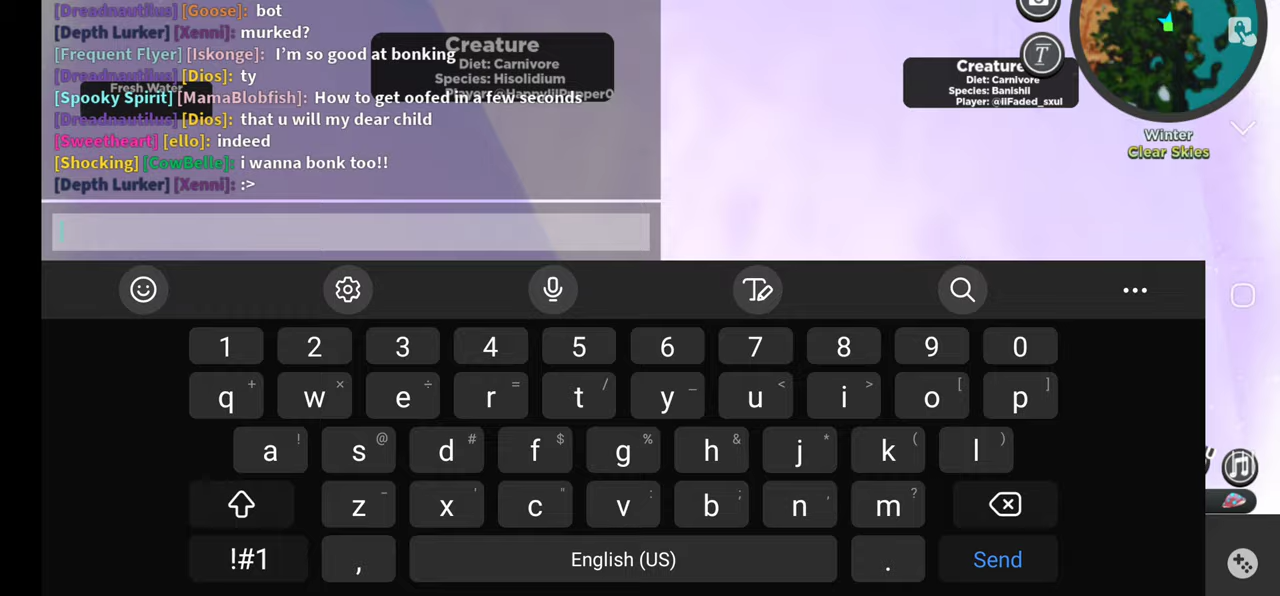 [Dreadnautilus] [Goose]: bot
[Depth Lurker] [Xenni]: murked?
[Frequent Flyer] [Iskonge]: I'm so good at bonking
[Dreadnautilus] [Dios]: ty
[Spooky Spirit] [MamaBlobfish]: How to get oofed in a few seconds
[Dreadnautilus] [Dios]: that u will my dear child
[Sweetheart] [ello]: indeed
[Shocking] [CowBelle]: i wanna bonk too!!
[Depth Lurker] [Xenni]: :>
Fresh Water
Creature
Diet: Carnivore
Species: Hisolidium
Creature
Diet: Carnivore
Species: Banishii
Player: @llFaded_sxul
T
Winter
Clear Skies
1 2 3 4 5 6 7 8 9 0
q + w × e ÷ r = t / y _ u < i > o [ p ]
a ! s @ d # f $ g % h & j * k ( l )
z - x ' c " v : b ; n , m ?
!#1 , English (US) . Send